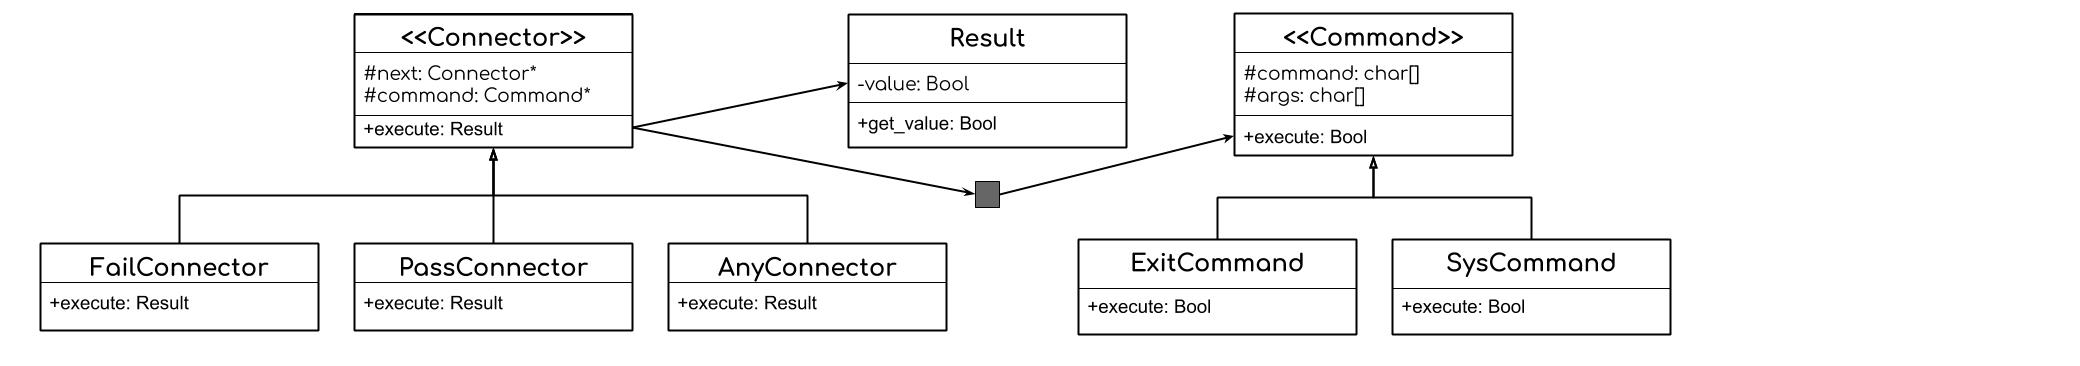 <<Connector>>
#next: Connector*
#command: Command*
+execute: Result
Result
-value: Bool
+get_value: Bool
<<Command>>
#command: char[]
#args: char[]
+execute: Bool
FailConnector
+execute: Result
PassConnector
+execute: Result
AnyConnector
+execute: Result
ExitCommand
+execute: Bool
SysCommand
+execute: Bool